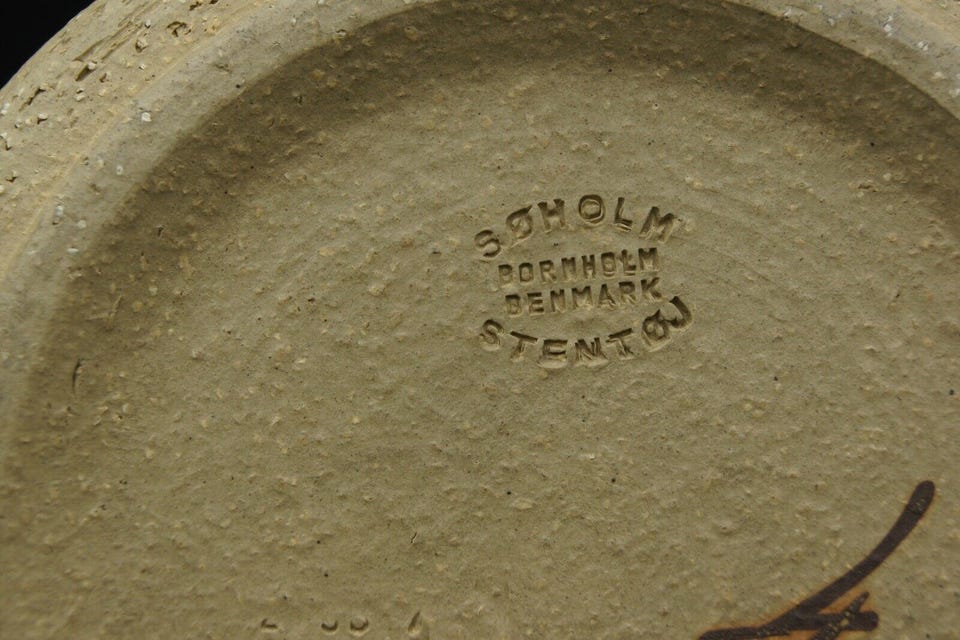 SØHOLM
BORNHOLM
DENMARK
STENTØJ